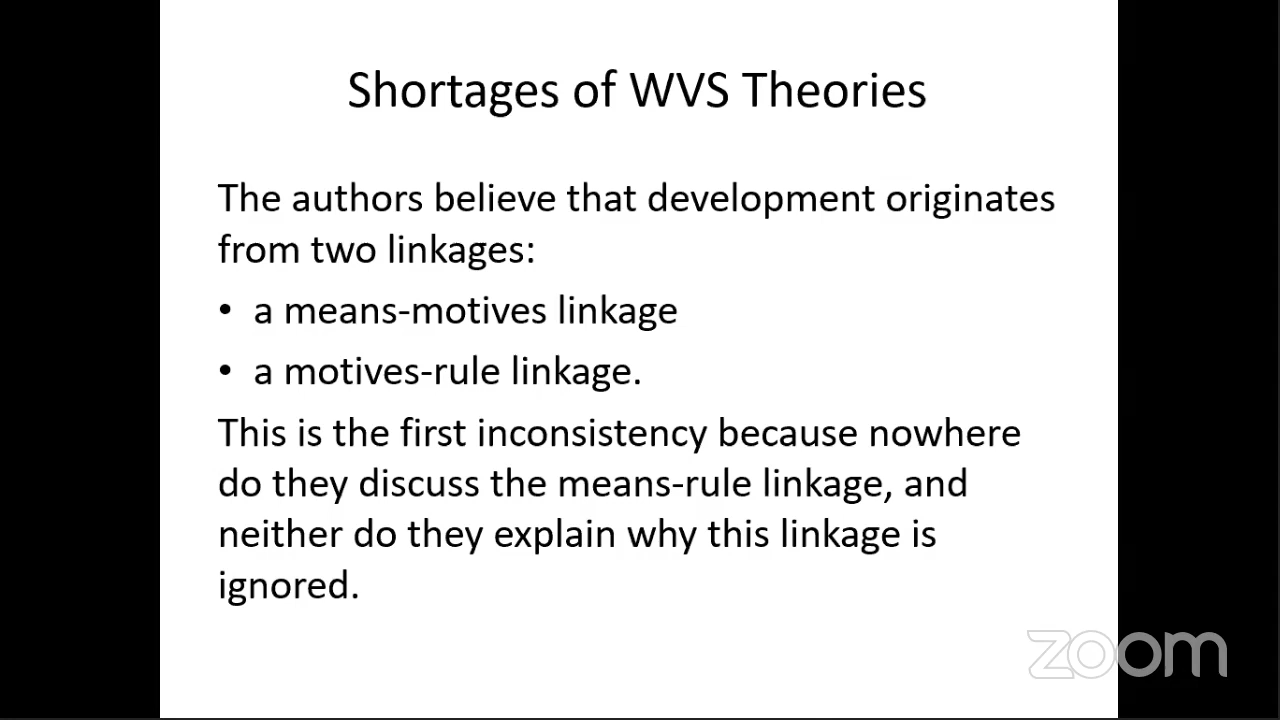 Shortages of WVS Theories
The authors believe that development originates
from two linkages:
• a means-motives linkage
• a motives-rule linkage.
This is the first inconsistency because nowhere
do they discuss the means-rule linkage, and
neither do they explain why this linkage is
ignored.
zoom